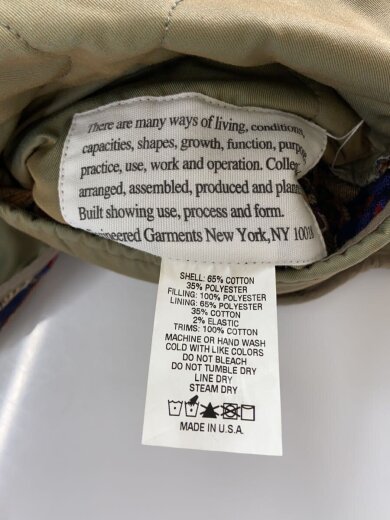 There are many ways of living, conditions,
capacities, shapes, growth, function, purpose
practice, use, work and operation. Collec
arranged, assembled, produced and plan
Built showing use, process and form.
gineered Garments New York, NY 100
SHELL: 65% COTTON
35% POLYESTER
FILLING: 100% POLYESTER
LINING: 65% POLYESTER
35% COTTON
2% ELASTIC
TRIMS: 100% COTTON
MACHINE OR HAND WASH
COLD WITH LIKE COLORS
DO NOT BLEACH
DO NOT TUMBLE DRY
LINE DRY
STEAM DRY
MADE IN U.S.A.